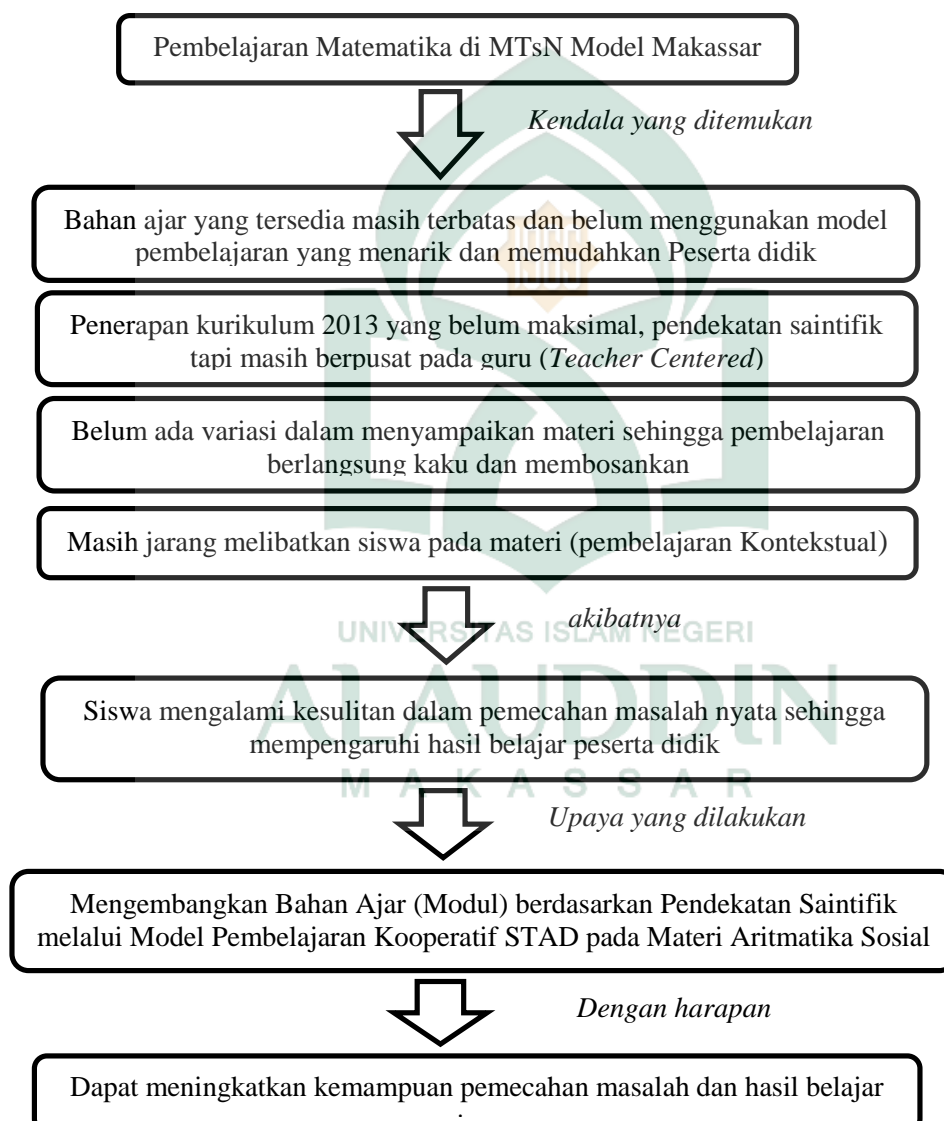 Pembelajaran Matematika di MTsN Model Makassar
Kendala yang ditemukan
Bahan ajar yang tersedia masih terbatas dan belum menggunakan model
pembelajaran yang menarik dan memudahkan Peserta didik
Penerapan kurikulum 2013 yang belum maksimal, pendekatan saintifik
tapi masih berpusat pada guru (Teacher Centered)
Belum ada variasi dalam menyampaikan materi sehingga pembelajaran
berlangsung kaku dan membosankan
Masih jarang melibatkan siswa pada materi (pembelajaran Kontekstual)
akibatnya
UNIVERSITAS ISLAM NEGERI
ALAUDDIN
Siswa mengalami kesulitan dalam pemecahan masalah nyata sehingga
mempengaruhi hasil belajar peserta didik
MAKASSAR
Upaya yang dilakukan
Mengembangkan Bahan Ajar (Modul) berdasarkan Pendekatan Saintifik
melalui Model Pembelajaran Kooperatif STAD pada Materi Aritmatika Sosial
Dengan harapan
Dapat meningkatkan kemampuan pemecahan masalah dan hasil belajar